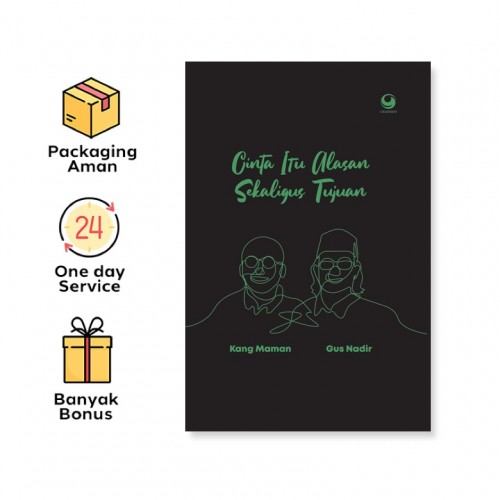 Packaging
Aman
24
One day
Service
Banyak
Bonus
Cinta Itu Alasan
Sekaligus Tujuan
Kang Maman
Gus Nadir